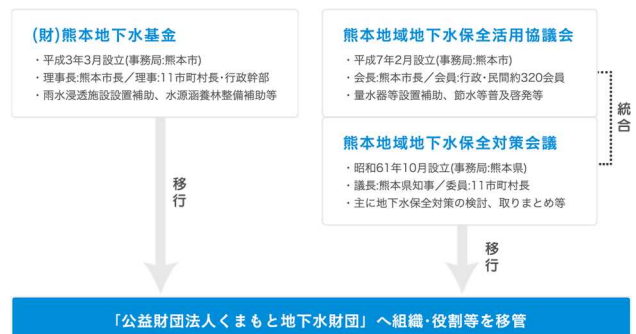 (財)熊本地下水基金
・平成3年3月設立(事務局:熊本市)
・理事長:熊本市長／理事:11市町村長・行政幹部
・雨水浸透施設設置補助、水源涵養林整備補助等
熊本地域地下水保全活用協議会
・平成7年2月設立(事務局:熊本市)
・会長:熊本市長／会員:行政・民間約320会員
・量水器等設置補助、節水等普及啓発等
統合
熊本地域地下水保全対策会議
・昭和61年10月設立(事務局:熊本県)
・議長:熊本県知事／委員:11市町村長
・主に地下水保全対策の検討、取りまとめ等
移行
移行
「公益財団法人くまもと地下水財団」へ組織・役割等を移管